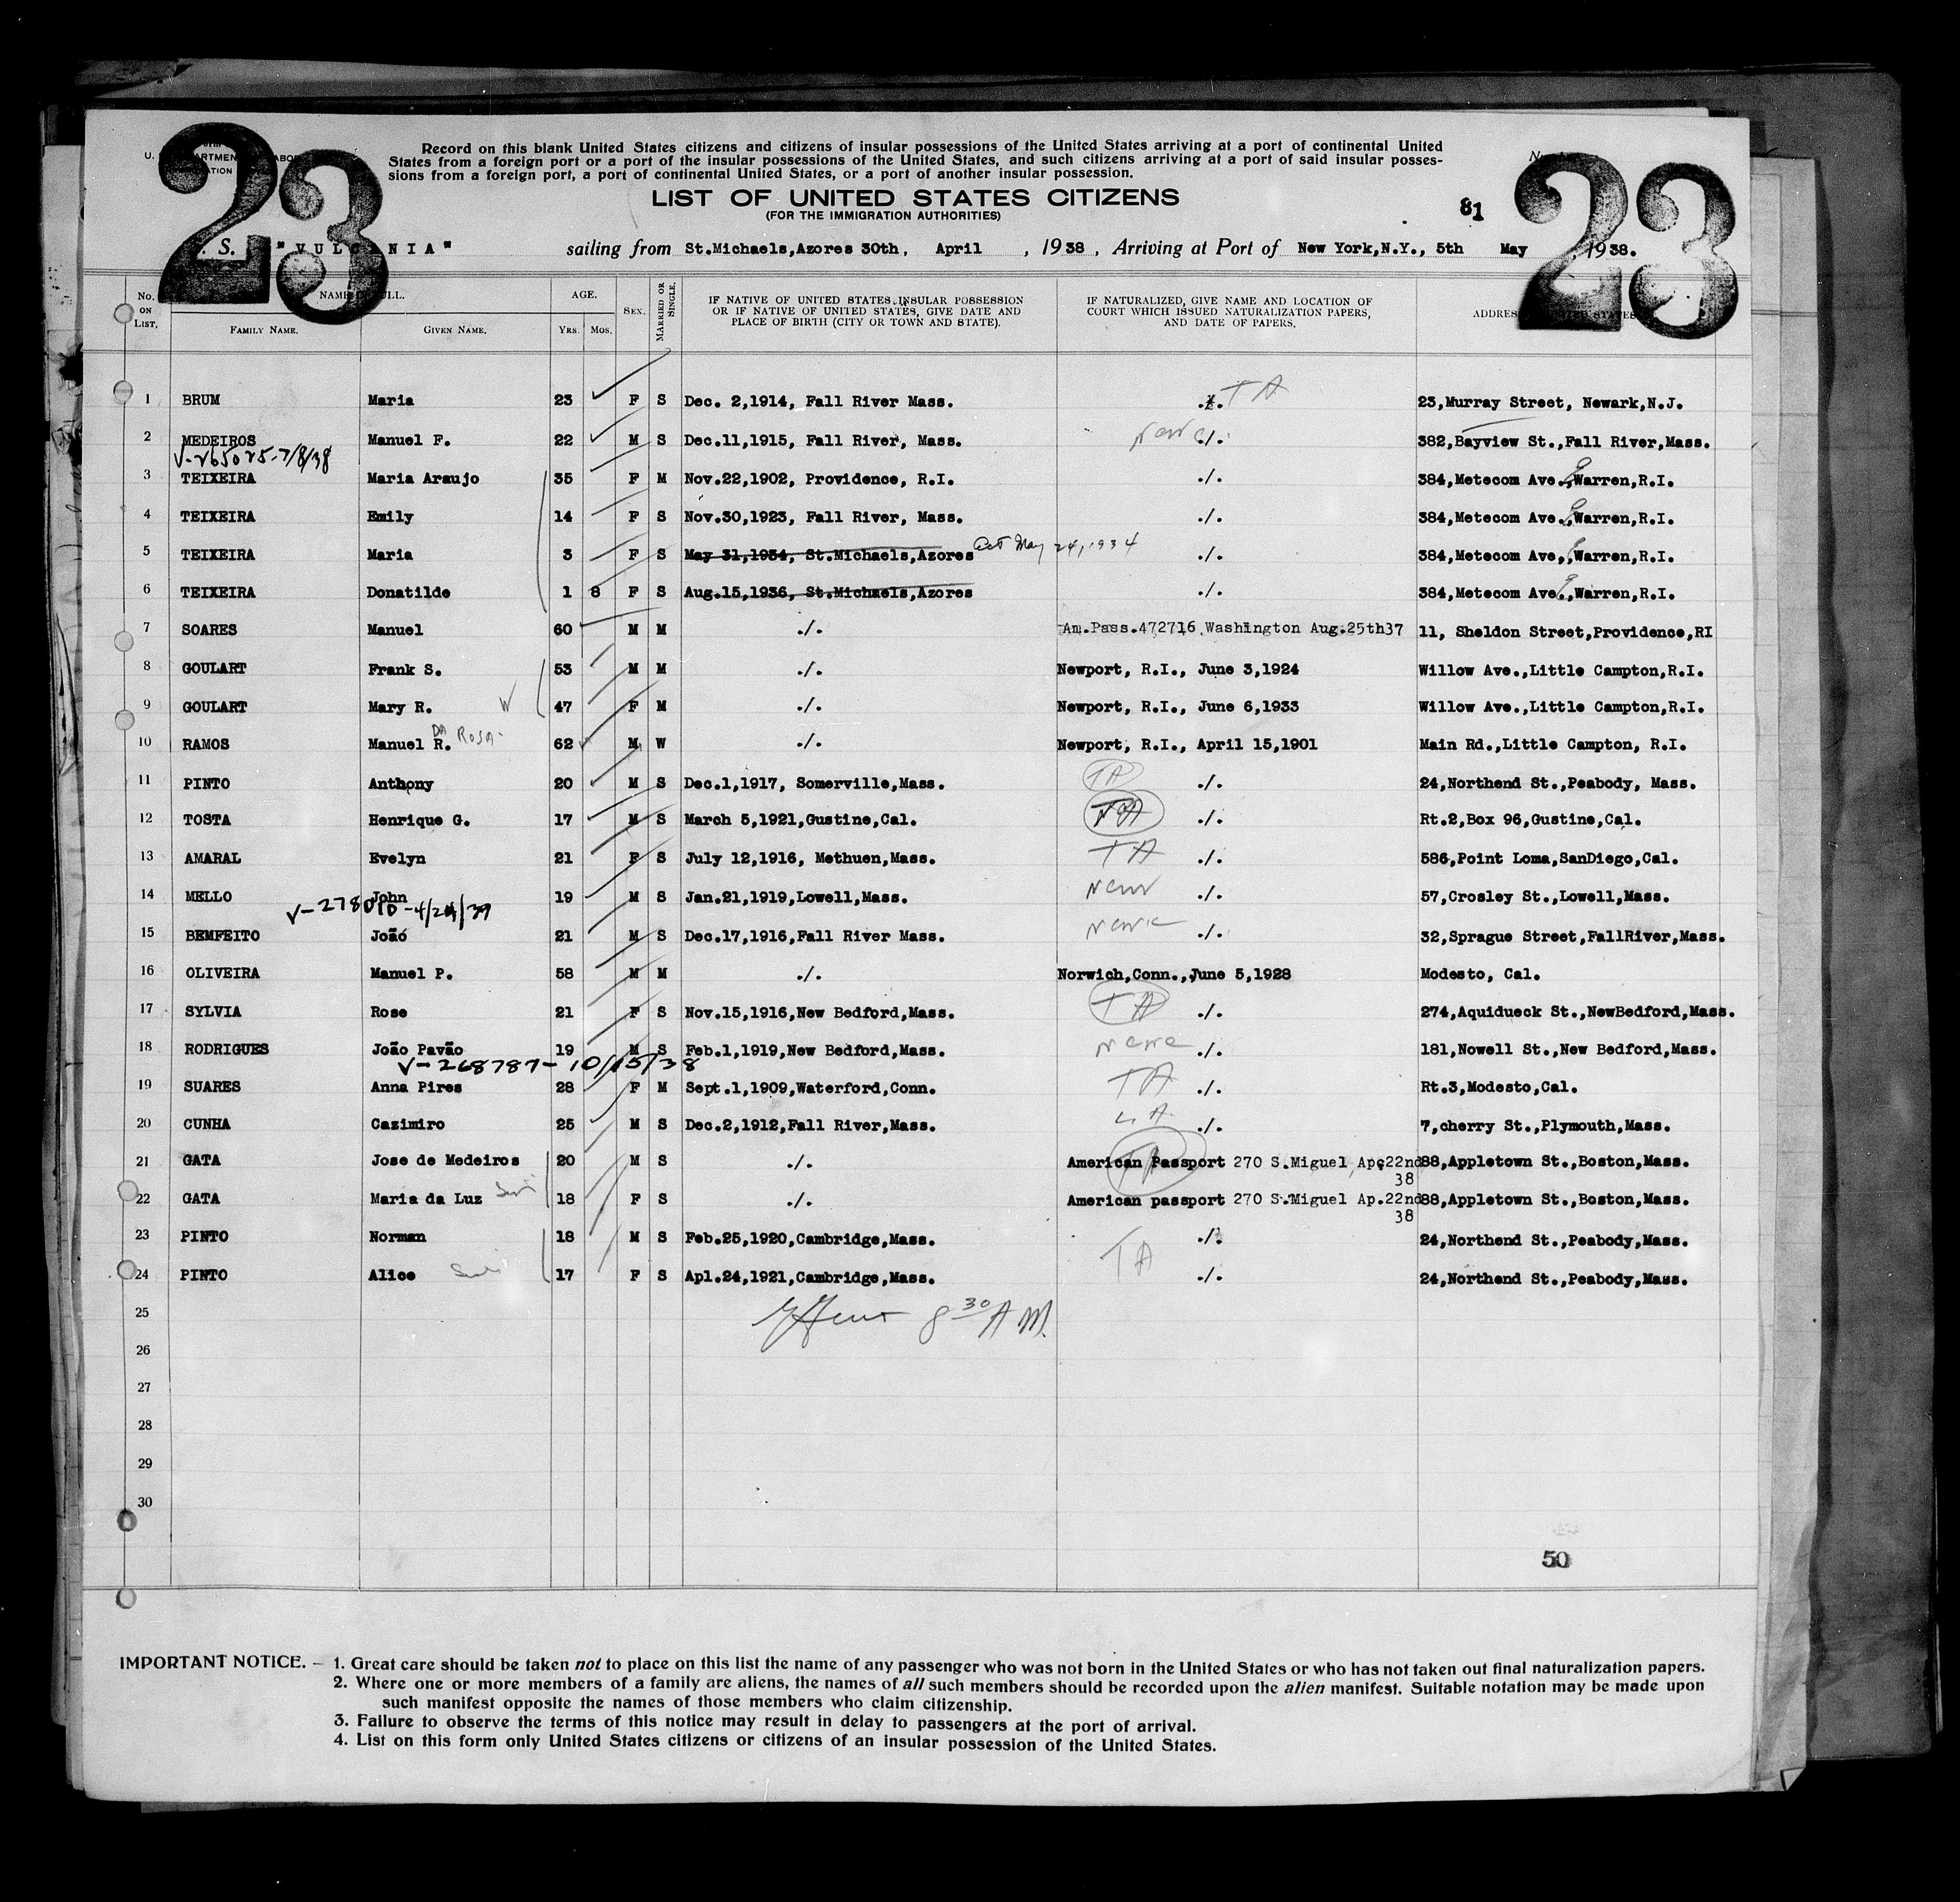 23
23
Record on this blank United States citizens and citizens of insular possessions of the United States arriving at a port of continental United
States from a foreign port or a port of the insular possessions of the United States, and such citizens arriving at a port of said insular posses-
sions from a foreign port, a port of continental United States, or a port of another insular possession.
LIST OF UNITED STATES CITIZENS
(FOR THE IMMIGRATION AUTHORITIES)
81
S. "VULCANIA" sailing from St.Michaels,Azores 30th, April , 1938, Arriving at Port of New York,N.Y., 5th May 1938.
No. ON LIST. NAME IN FULL. AGE. SEX. MARRIED OR SINGLE. IF NATIVE OF UNITED STATES INSULAR POSSESSION OR IF NATIVE OF UNITED STATES, GIVE DATE AND PLACE OF BIRTH (CITY OR TOWN AND STATE). IF NATURALIZED, GIVE NAME AND LOCATION OF COURT WHICH ISSUED NATURALIZATION PAPERS, AND DATE OF PAPERS. ADDRESS IN UNITED STATES
FAMILY NAME. GIVEN NAME. YRS. MOS.
1 BRUM Maria 23 F S Dec. 2,1914, Fall River Mass. ./. TA 23,Murray Street, Newark,N.J.
2 MEDEIROS Manuel F. 22 M S Dec.11,1915, Fall River, Mass. ./. 382,Bayview St.,Fall River,Mass.
V-265025-7/8/38
3 TEIXEIRA Maria Araujo 35 F M Nov.22,1902, Providence, R.I. ./. 384,Metecom Ave.,Warren,R.I.
4 TEIXEIRA Emily 14 F S Nov.30,1923, Fall River, Mass. ./. 384,Metecom Ave.,Warren,R.I.
5 TEIXEIRA Maria 3 F S May 31,1934, St.Michaels,Azores Act May 24, 1934 ./. 384,Metecom Ave.,Warren,R.I.
6 TEIXEIRA Donatilde 1 8 F S Aug.15,1936, St.Michaels,Azores ./. 384,Metecom Ave.,Warren,R.I.
7 SOARES Manuel 60 M M ./. Am.Pass.472716 Washington Aug.25th37 11, Sheldon Street,Providence,RI
8 GOULART Frank S. 53 M M ./. Newport, R.I., June 3,1924 Willow Ave.,Little Campton,R.I.
9 GOULART Mary R. W 47 F M ./. Newport, R.I., June 6,1933 Willow Ave.,Little Campton,R.I.
DA ROSA-
10 RAMOS Manuel R. 62 M W ./. Newport, R.I., April 15,1901 Main Rd.,Little Campton, R.I.
11 PINTO Anthony 20 M S Dec.1,1917, Somerville,Mass. TA ./. 24,Northend St.,Peabody, Mass.
12 TOSTA Henrique G. 17 M S March 5,1921,Gustine,Cal. TA ./. Rt.2,Box 96,Gustine,Cal.
13 AMARAL Evelyn 21 F S July 12,1916, Methuen,Mass. TA ./. 586,Point Loma,SanDiego,Cal.
14 MELLO John 19 M S Jan.21,1919,Lowell,Mass. ./. 57,Crosley St.,Lowell,Mass.
15 BEMFEITO Joãó 21 M S Dec.17,1916,Fall River Mass. ./. 32,Sprague Street,FallRiver,Mass.
16 OLIVEIRA Manuel P. 58 M M ./. Norwich,Conn.,June 5,1928 Modesto, Cal.
17 SYLVIA Rose 21 F S Nov.15,1916,New Bedford,Mass. TA ./. 274,Aquidueck St.,NewBedford,Mass.
18 RODRIGUES João Pavão 19 M S Feb.1,1919,New Bedford,Mass. ./. 181,Nowell St.,New Bedford,Mass.
V-268787-10/15/38
19 SUARES Anna Pires 28 F M Sept.1,1909,Waterford,Conn. TA ./. Rt.3,Modesto,Cal.
20 CUNHA Cazimiro 25 M S Dec.2,1912,Fall River,Mass. ./. 7,cherry St.,Plymouth,Mass.
21 GATA Jose de Medeiros 20 M S ./. American Passport 270 S.Miguel Ap.22nd 88,Appletown St.,Boston,Mass.
38
22 GATA Maria da Luz 18 F S ./. American passport 270 S.Miguel Ap.22nd 88,Appletown St.,Boston,Mass.
38
23 PINTO Norman 18 M S Feb.25,1920,Cambridge,Mass. ./. 24,Northend St.,Peabody,Mass.
24 PINTO Alice 17 F S Apl.24,1921,Cambridge,Mass. TA ./. 24,Northend St.,Peabody,Mass.
25 8 30 A M.
26
27
28
29
30
50
IMPORTANT NOTICE. — 1. Great care should be taken not to place on this list the name of any passenger who was not born in the United States or who has not taken out final naturalization papers.
2. Where one or more members of a family are aliens, the names of all such members should be recorded upon the alien manifest. Suitable notation may be made upon
such manifest opposite the names of those members who claim citizenship.
3. Failure to observe the terms of this notice may result in delay to passengers at the port of arrival.
4. List on this form only United States citizens or citizens of an insular possession of the United States.